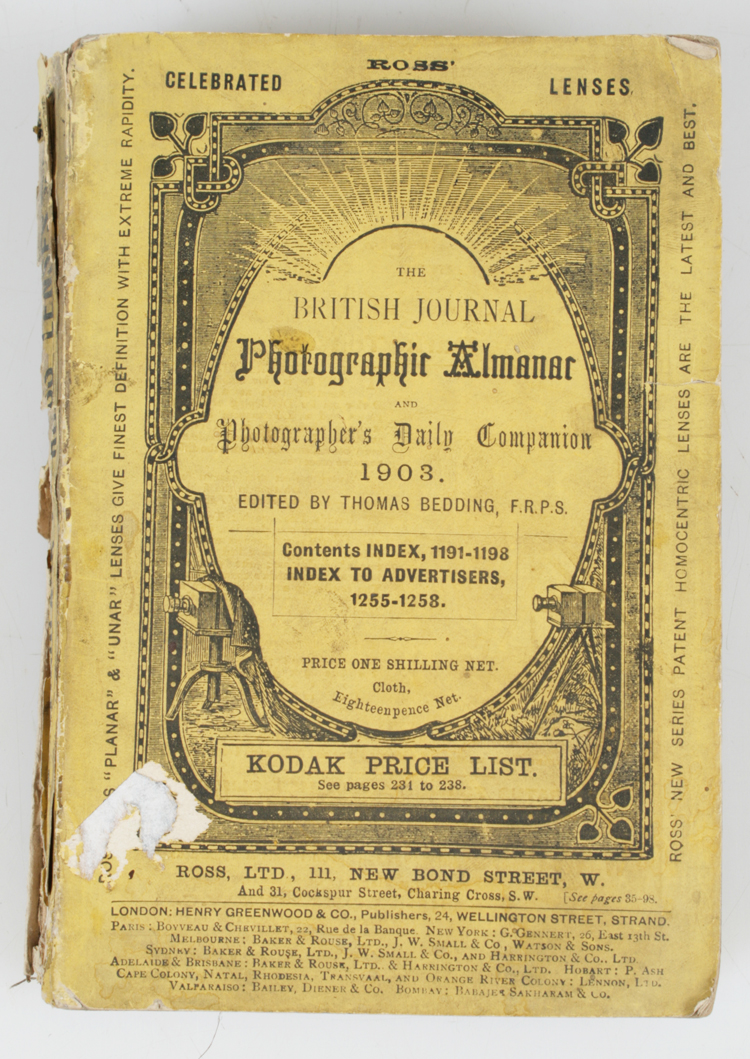 ROSS'
CELEBRATED LENSES.
THE
BRITISH JOURNAL
Photographic Almanac
AND
Photographer's Daily Companion
1903.
EDITED BY THOMAS BEDDING, F.R.P.S.
Contents INDEX, 1191-1198
INDEX TO ADVERTISERS,
1255-1258.
PRICE ONE SHILLING NET.
Cloth,
Eighteenpence Net.
KODAK PRICE LIST.
See pages 231 to 238.
"PLANAR" & "UNAR" LENSES GIVE FINEST DEFINITION WITH EXTREME RAPIDITY.
ROSS' NEW SERIES PATENT HOMOCENTRIC LENSES ARE THE LATEST AND BEST.
ROSS, LTD., 111, NEW BOND STREET, W.
And 31, Cockspur Street, Charing Cross, S.W. [See pages 35-98.
LONDON: HENRY GREENWOOD & CO., Publishers, 24, WELLINGTON STREET, STRAND.
PARIS: BOYVEAU & CHEVILLET, 22, Rue de la Banque. NEW YORK: G. GENNERT, 26, East 13th St.
MELBOURNE: BAKER & ROUSE, LTD., J. W. SMALL & CO., WATSON & SONS.
SYDNEY: BAKER & ROUSE, LTD., J. W. SMALL & CO., AND HARRINGTON & CO. LTD.
ADELAIDE & BRISBANE: BAKER & ROUSE, LTD. & HARRINGTON & CO., LTD. HOBART: P. ASH
CAPE COLONY, NATAL, RHODESIA, TRANSVAAL, AND ORANGE RIVER COLONY: LENNON, LTD.
VALPARAISO: BAILEY, DIENER & CO. BOMBAY: BABAJEE SAKHARAM & CO.